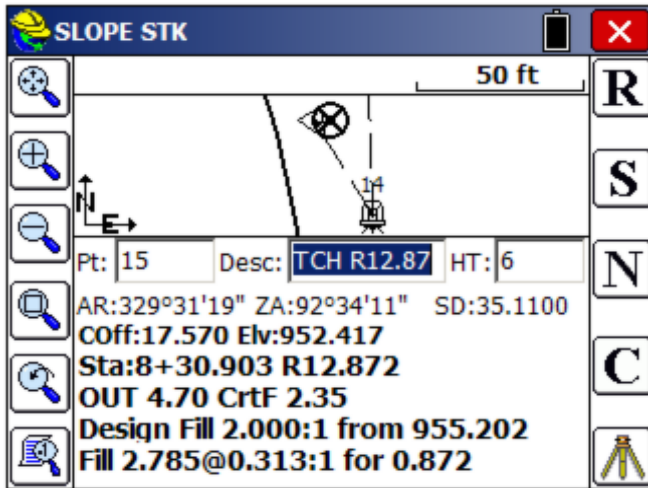 SLOPE STK
50 ft
R
14
S
N
E
Pt: 15 Desc: TCH R12.87 HT: 6
N
AR:329°31'19" ZA:92°34'11" SD:35.1100
COff:17.570 Elv:952.417
Sta:8+30.903 R12.872
C
OUT 4.70 CrtF 2.35
Design Fill 2.000:1 from 955.202
Fill 2.785@0.313:1 for 0.872